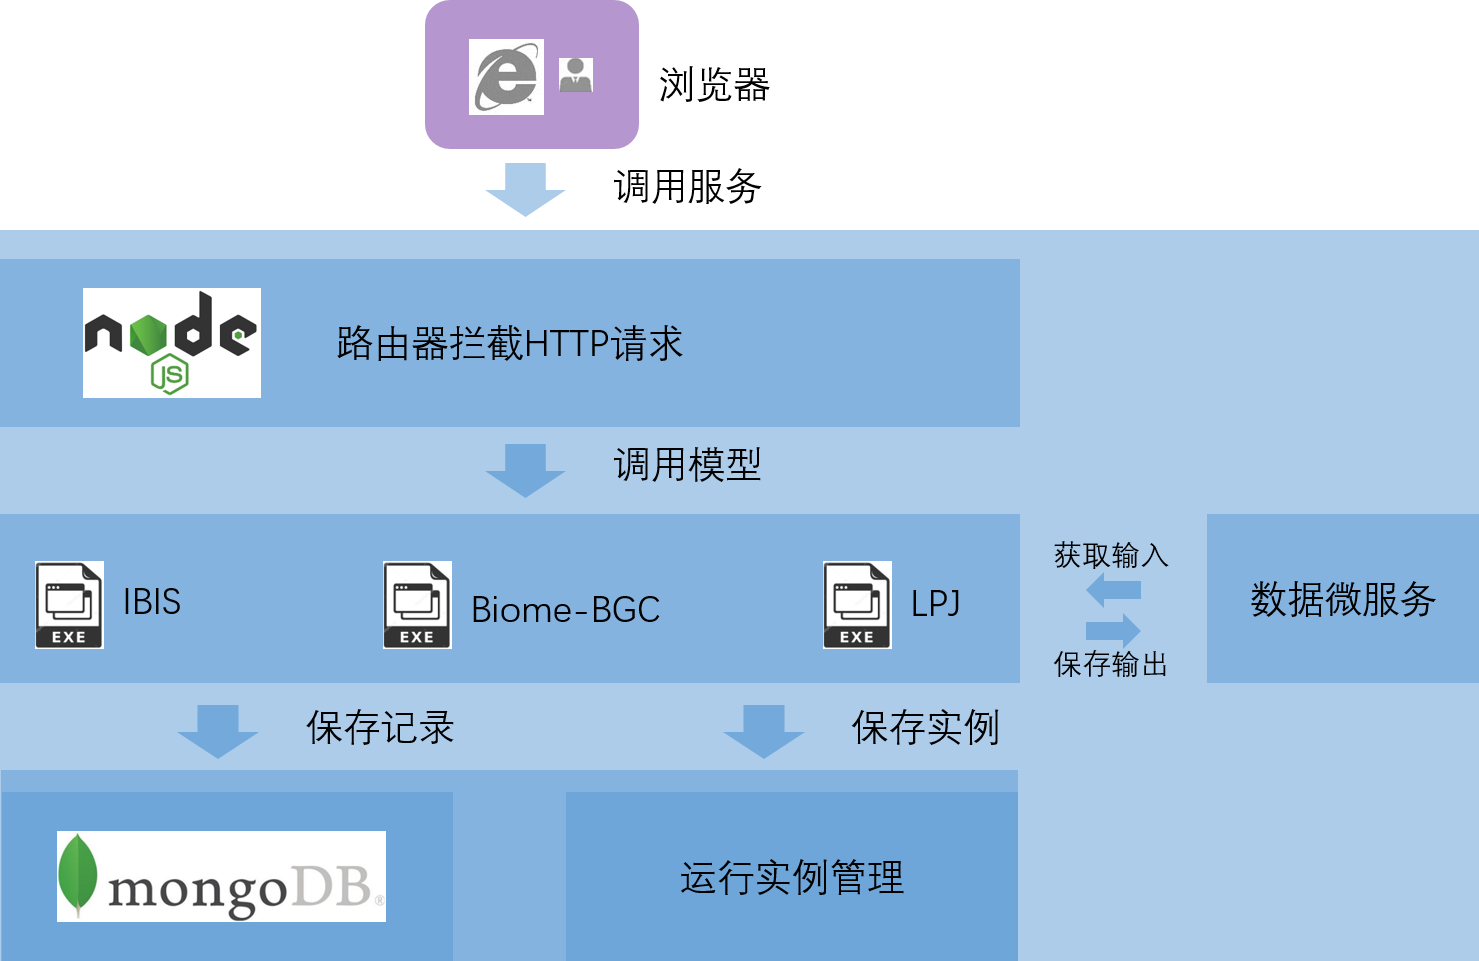 浏览器
调用服务
node
JS
路由器拦截HTTP请求
调用模型
EXE
IBIS
EXE
Biome-BGC
EXE
LPJ
获取输入
保存输出
数据微服务
保存记录
保存实例
mongoDB®
运行实例管理